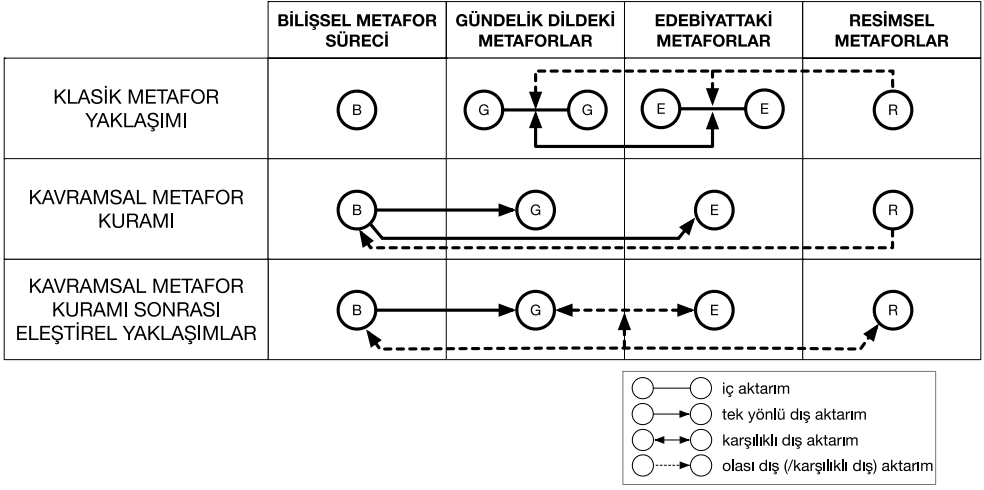 BİLİŞSEL METAFOR
SÜRECİ
GÜNDELİK DİLDEKİ
METAFORLAR
EDEBİYATTAKİ
METAFORLAR
RESİMSEL
METAFORLAR
KLASİK METAFOR
YAKLAŞIMI
B
G
G
E
E
R
KAVRAMSAL METAFOR
KURAMI
B
G
E
R
KAVRAMSAL METAFOR
KURAMI SONRASI
ELEŞTİREL YAKLAŞIMLAR
B
G
E
R
iç aktarım
tek yönlü dış aktarım
karşılıklı dış aktarım
olası dış (/karşılıklı dış) aktarım